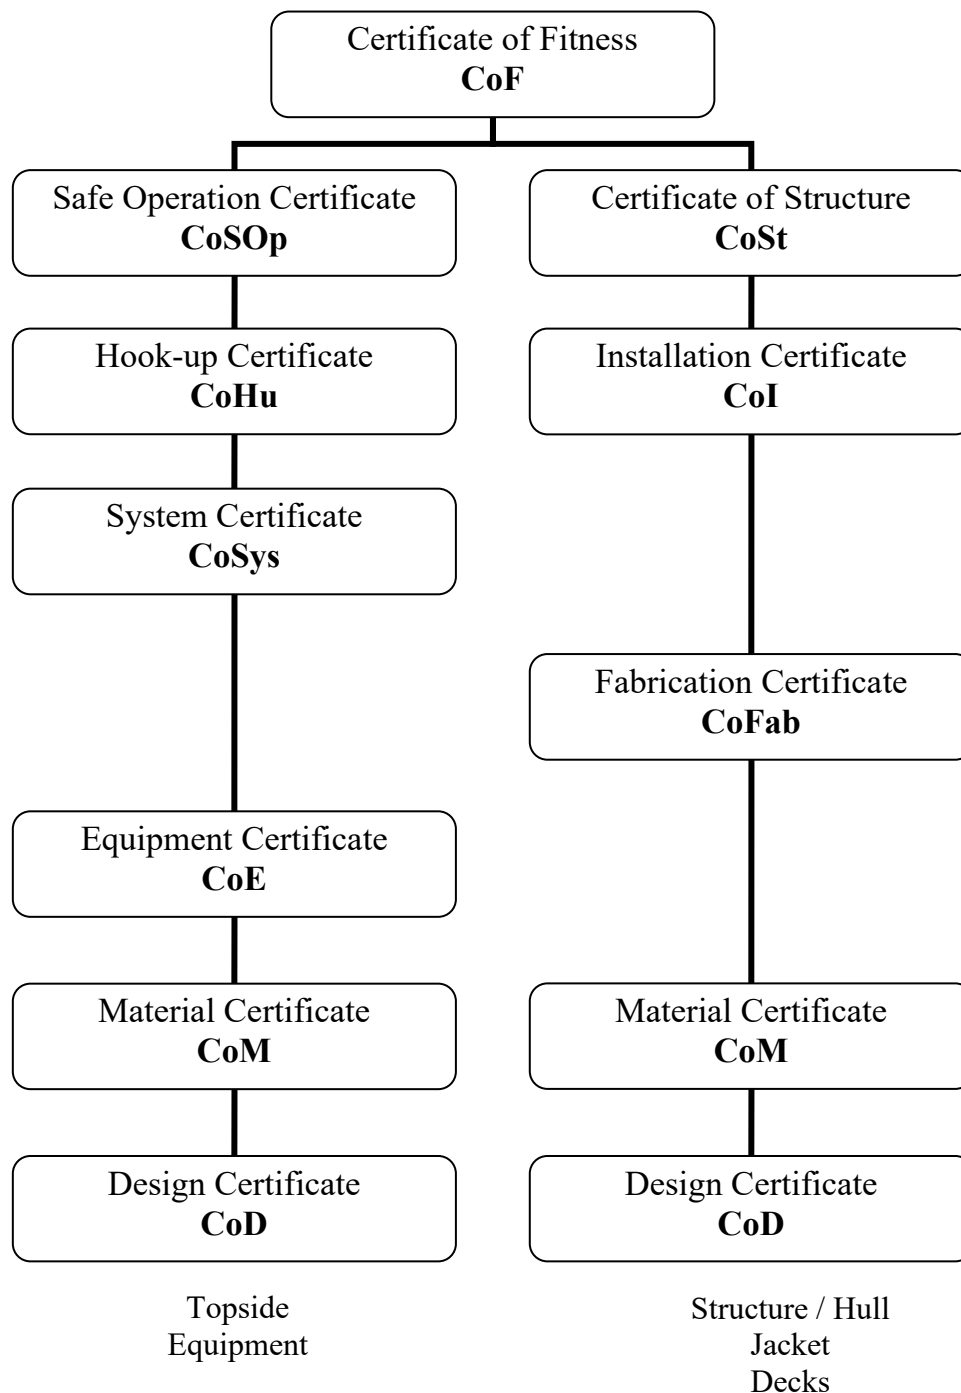 Certificate of Fitness
CoF
Safe Operation Certificate
CoSOp
Certificate of Structure
CoSt
Hook-up Certificate
CoHu
Installation Certificate
CoI
System Certificate
CoSys
Fabrication Certificate
CoFab
Equipment Certificate
CoE
Material Certificate
CoM
Material Certificate
CoM
Design Certificate
CoD
Design Certificate
CoD
Topside
Equipment
Structure / Hull
Jacket
Decks